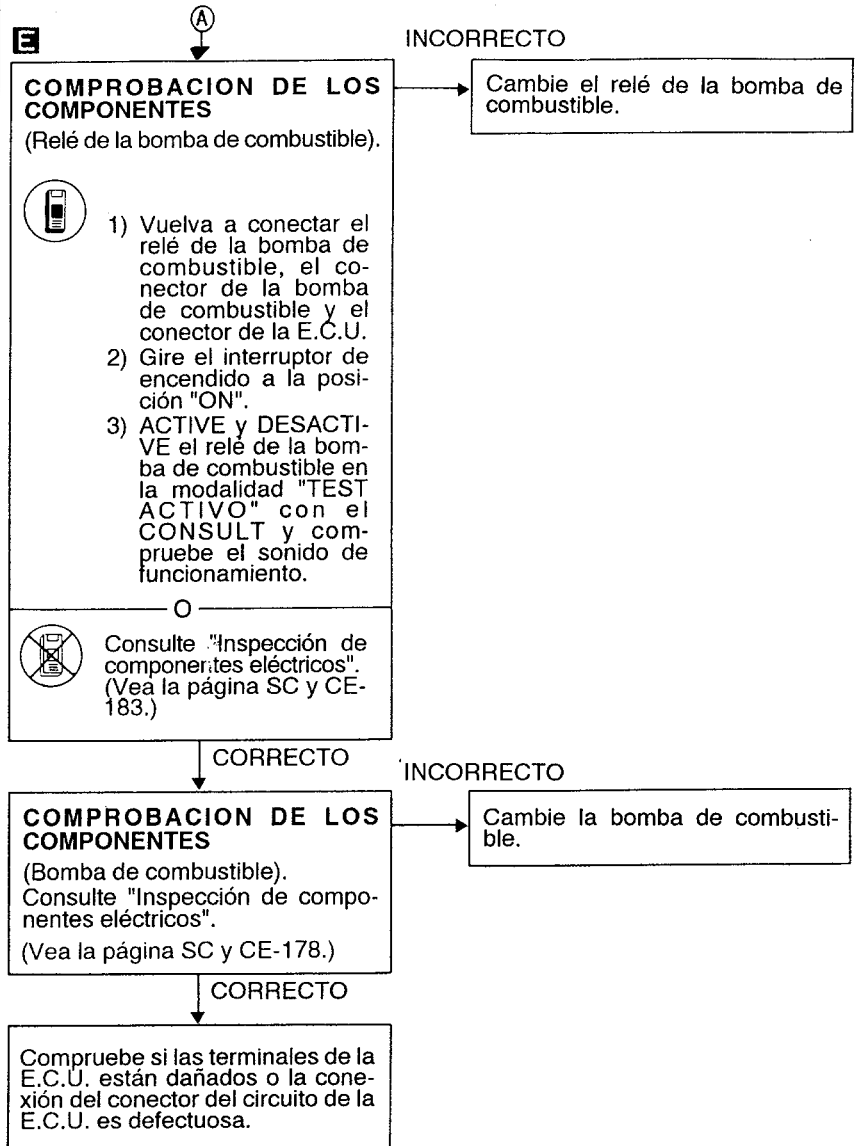 A
E
INCORRECTO
COMPROBACION DE LOS
COMPONENTES
(Relé de la bomba de combustible).
1) Vuelva a conectar el
relé de la bomba de
combustible, el co-
nector de la bomba
de combustible y el
conector de la E.C.U.
2) Gire el interruptor de
encendido a la posi-
ción "ON".
3) ACTIVE y DESACTI-
VE el relé de la bom-
ba de combustible en
la modalidad "TEST
ACTIVO" con el
CONSULT y com-
pruebe el sonido de
funcionamiento.
Cambie el relé de la bomba de
combustible.
O
Consulte "Inspección de
componentes eléctricos".
(Vea la página SC y CE-
183.)
CORRECTO
INCORRECTO
COMPROBACION DE LOS
COMPONENTES
(Bomba de combustible).
Consulte "Inspección de compo-
nentes eléctricos".
(Vea la página SC y CE-178.)
Cambie la bomba de combusti-
ble.
CORRECTO
Compruebe si las terminales de la
E.C.U. están dañados o la cone-
xión del conector del circuito de la
E.C.U. es defectuosa.